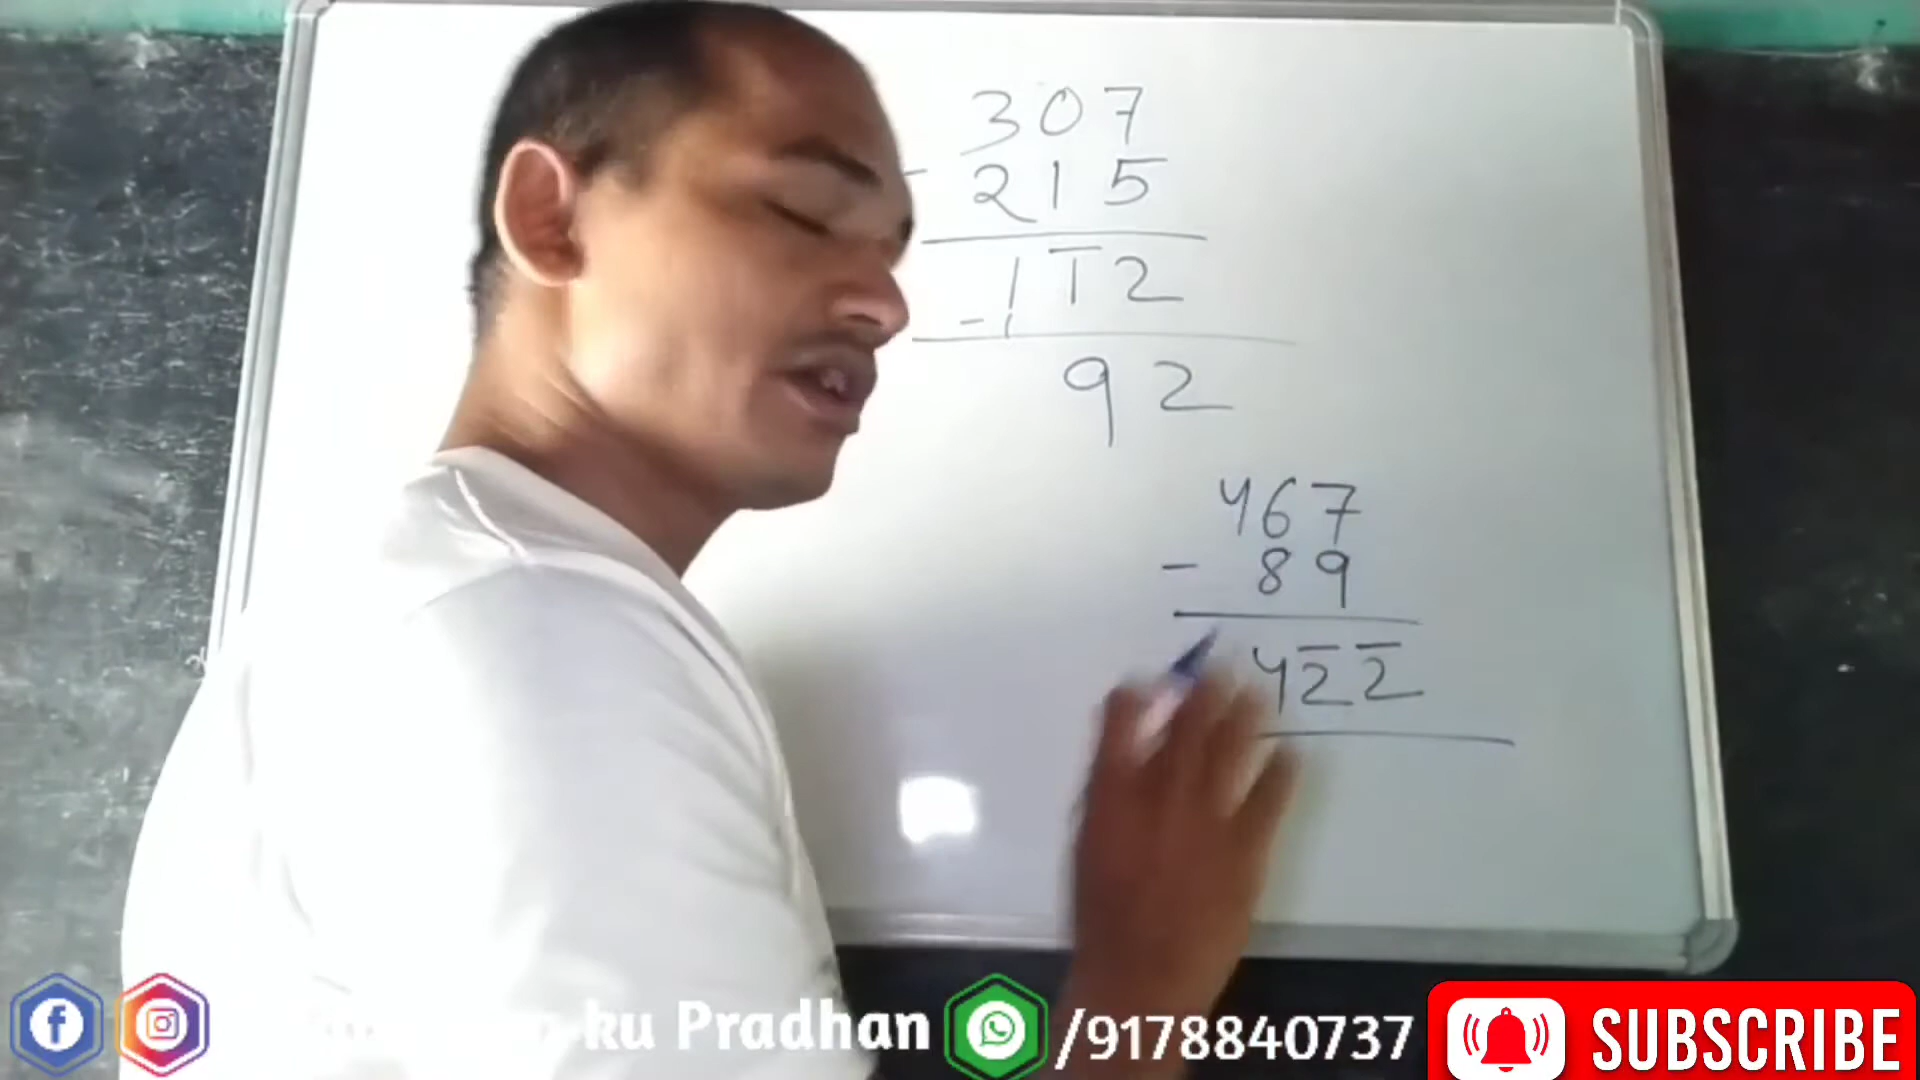 307
- 215
1 1̅ 2
-1
92
467
- 89
4 2̅ 2̅
ku Pradhan
/9178840737
SUBSCRIBE